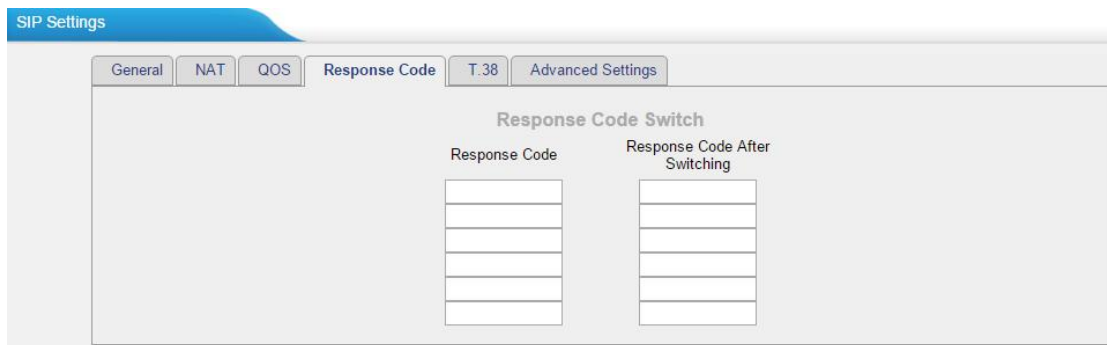 SIP Settings
General NAT QOS Response Code T.38 Advanced Settings
Response Code Switch
Response Code
Response Code After
Switching